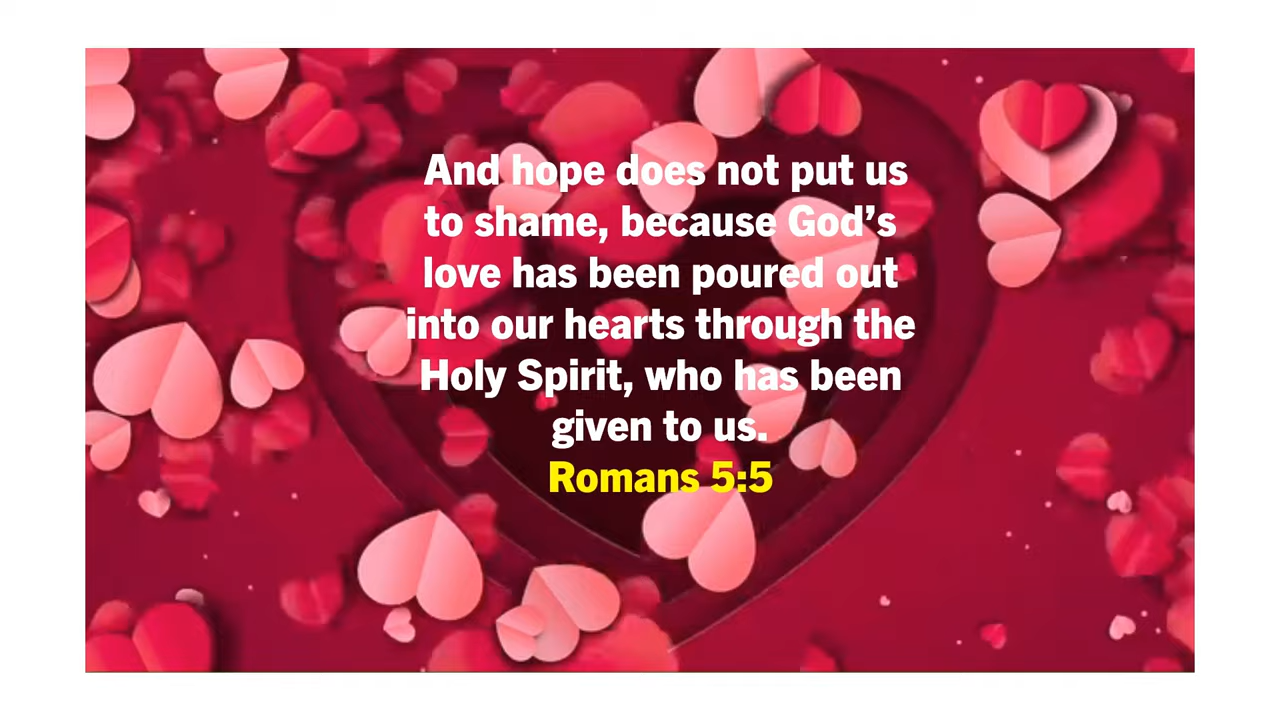 And hope does not put us
to shame, because God’s
love has been poured out
into our hearts through the
Holy Spirit, who has been
given to us.
Romans 5:5